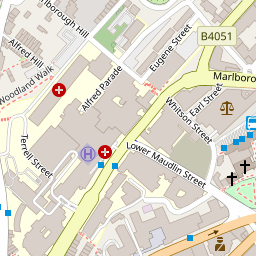 lborough Hill
Alfred Hill
B4051
Eugene Street
Woodland Walk
Alfred Parade
Marlboro
Earl Street
Whitson Street
Terrell Street
H
Lower Maudlin Street